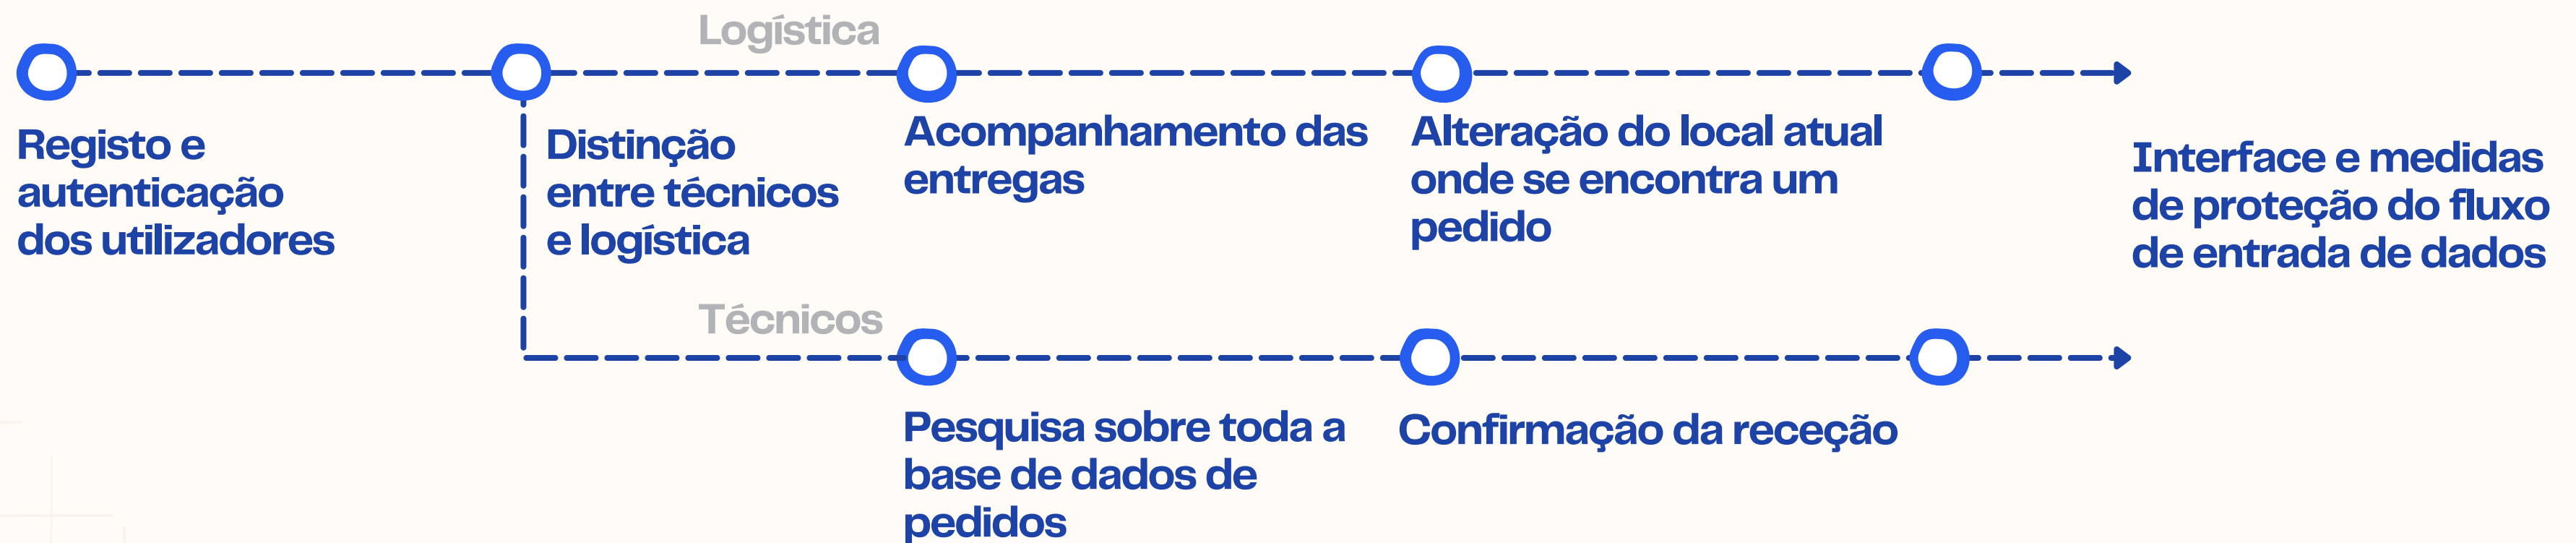 Logística
Registo e
autenticação
dos utilizadores
Distinção
entre técnicos
e logística
Acompanhamento das
entregas
Alteração do local atual
onde se encontra um
pedido
Interface e medidas
de proteção do fluxo
de entrada de dados
Técnicos
Pesquisa sobre toda a
base de dados de
pedidos
Confirmação da receção